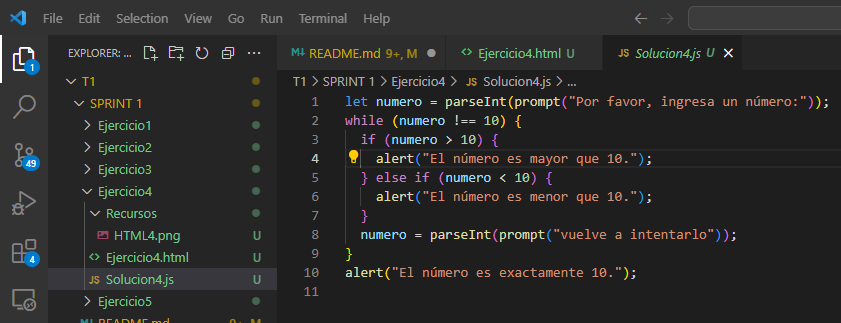 File Edit Selection View Go Run Terminal Help
EXPLORER: ...
README.md 9+, M
Ejercicio4.html U
JS Solucion4.js U
T1 > SPRINT 1 > Ejercicio4 > JS Solucion4.js > ...
1
T1
SPRINT 1
Ejercicio1
Ejercicio2
Ejercicio3
Ejercicio4
Recursos
HTML4.png U
Ejercicio4.html U
JS Solucion4.js U
Ejercicio5
README.md 9+, M
49
4
1 let numero = parseInt(prompt("Por favor, ingresa un número:"));
2 while (numero !== 10) {
3 if (numero > 10) {
4 alert("El número es mayor que 10.");
5 } else if (numero < 10) {
6 alert("El número es menor que 10.");
7 }
8 numero = parseInt(prompt("vuelve a intentarlo"));
9 }
10 alert("El número es exactamente 10.");
11